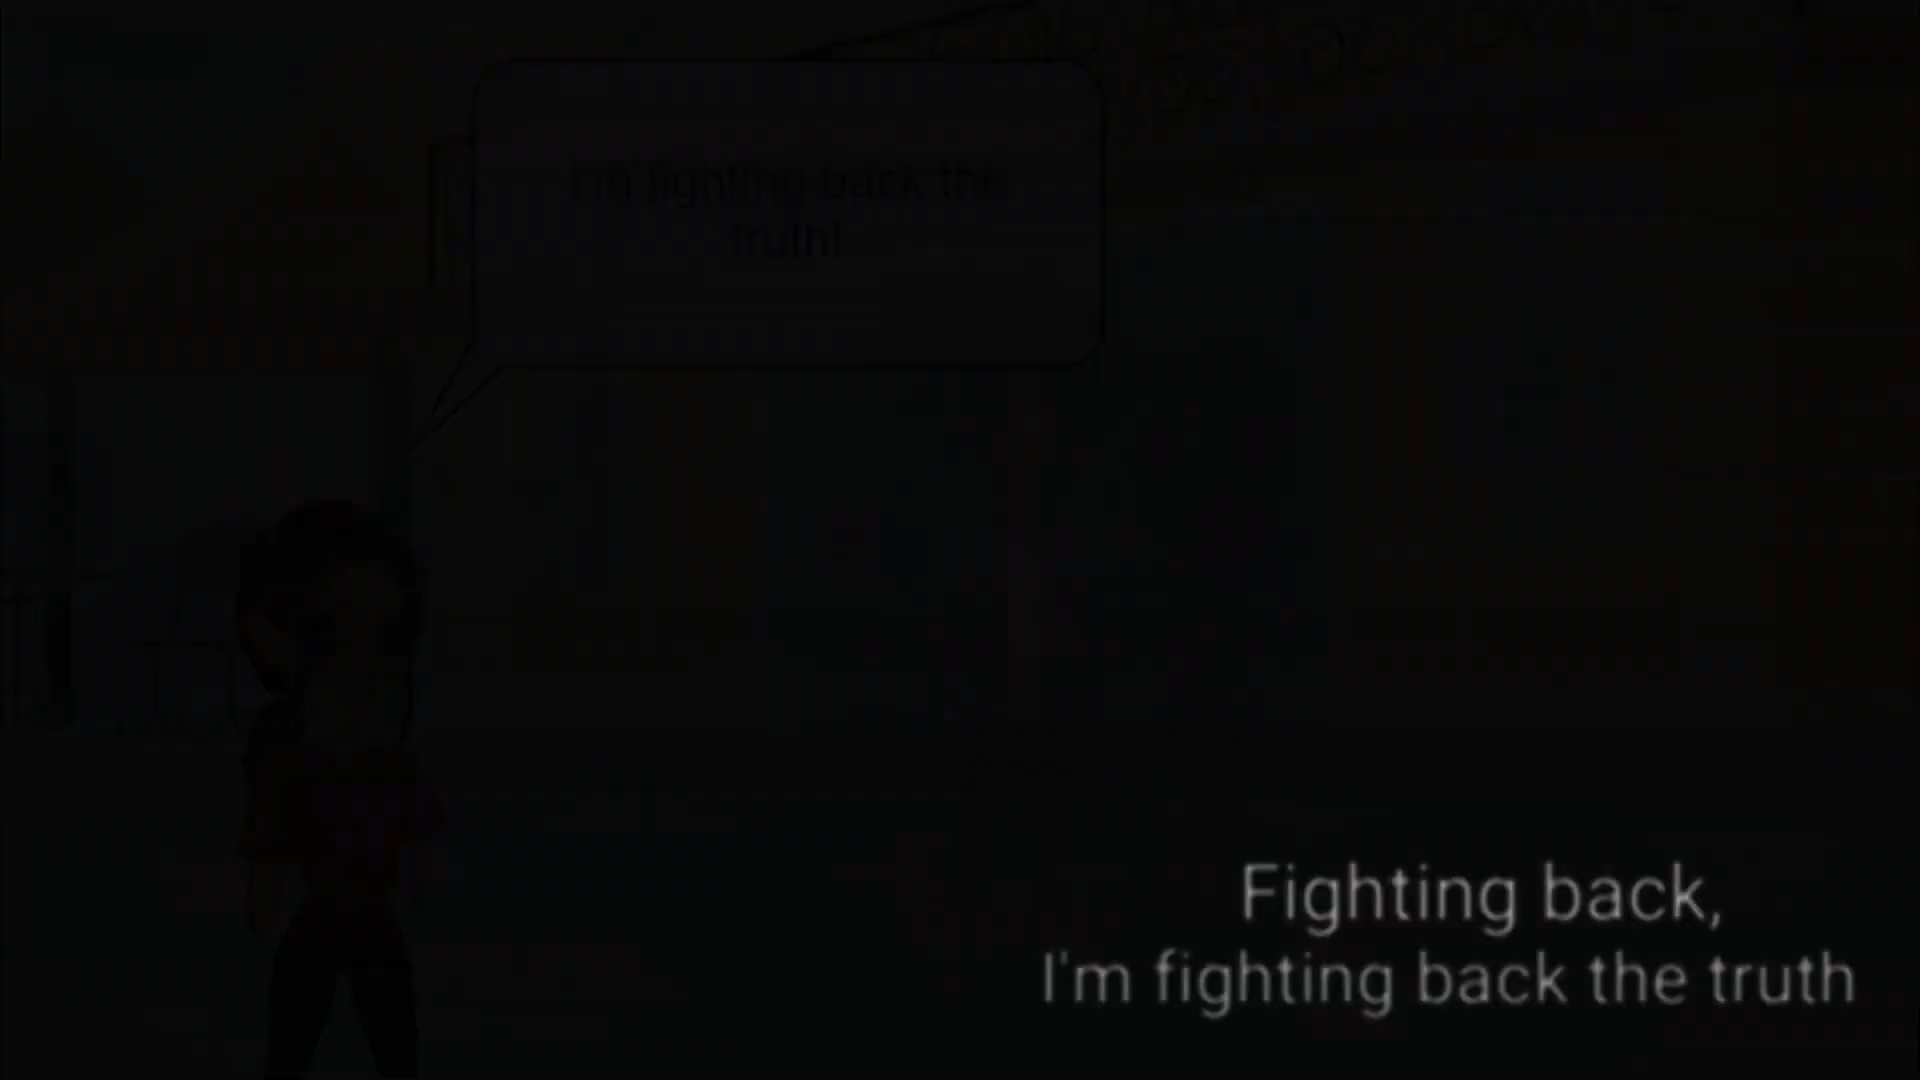 I'm fighting back the
truth!
Fighting back,
I'm fighting back the truth